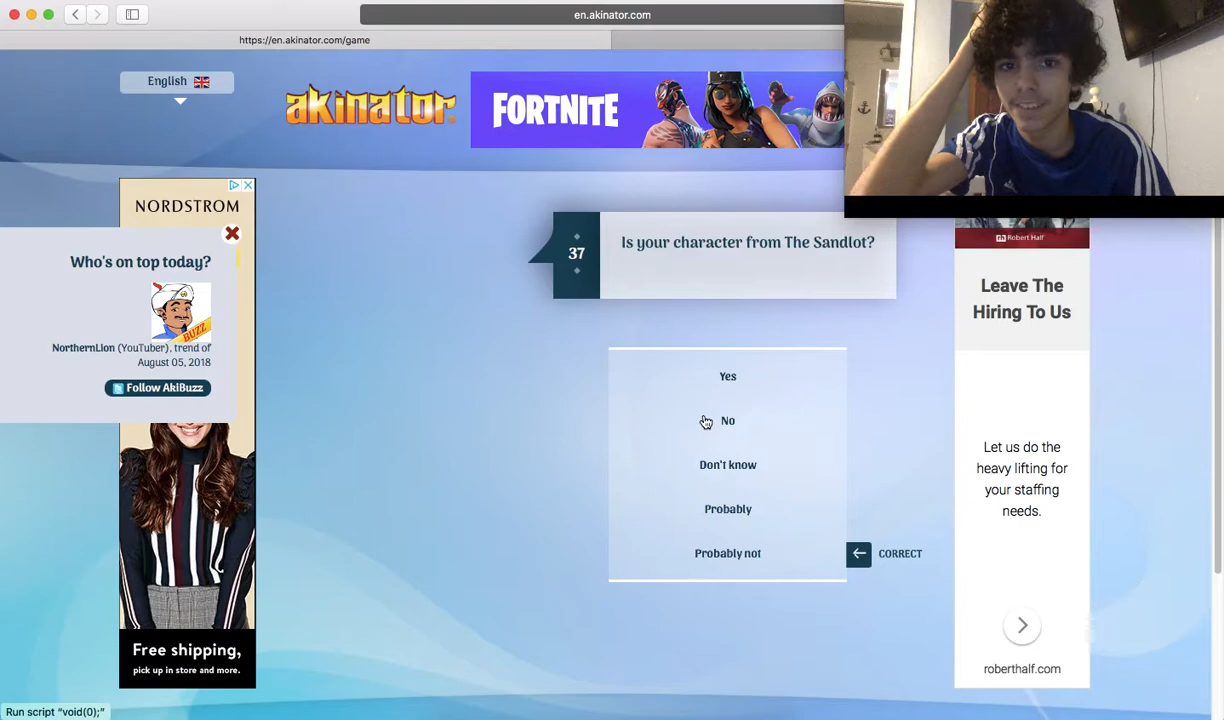 en.akinator.com
https://en.akinator.com/game
English
akinator
FORTNITE
NORDSTROM
Who's on top today?
BUZZ
NorthernLion (YouTuber), trend of
August 05, 2018
Follow AkiBuzz
Free shipping,
pick up in store and more.
37
Is your character from The Sandlot?
Yes
No
Don't know
Probably
Probably not
CORRECT
rh Robert Half
Leave The
Hiring To Us
Let us do the
heavy lifting for
your staffing
needs.
roberthalf.com
Run script "void(0);"